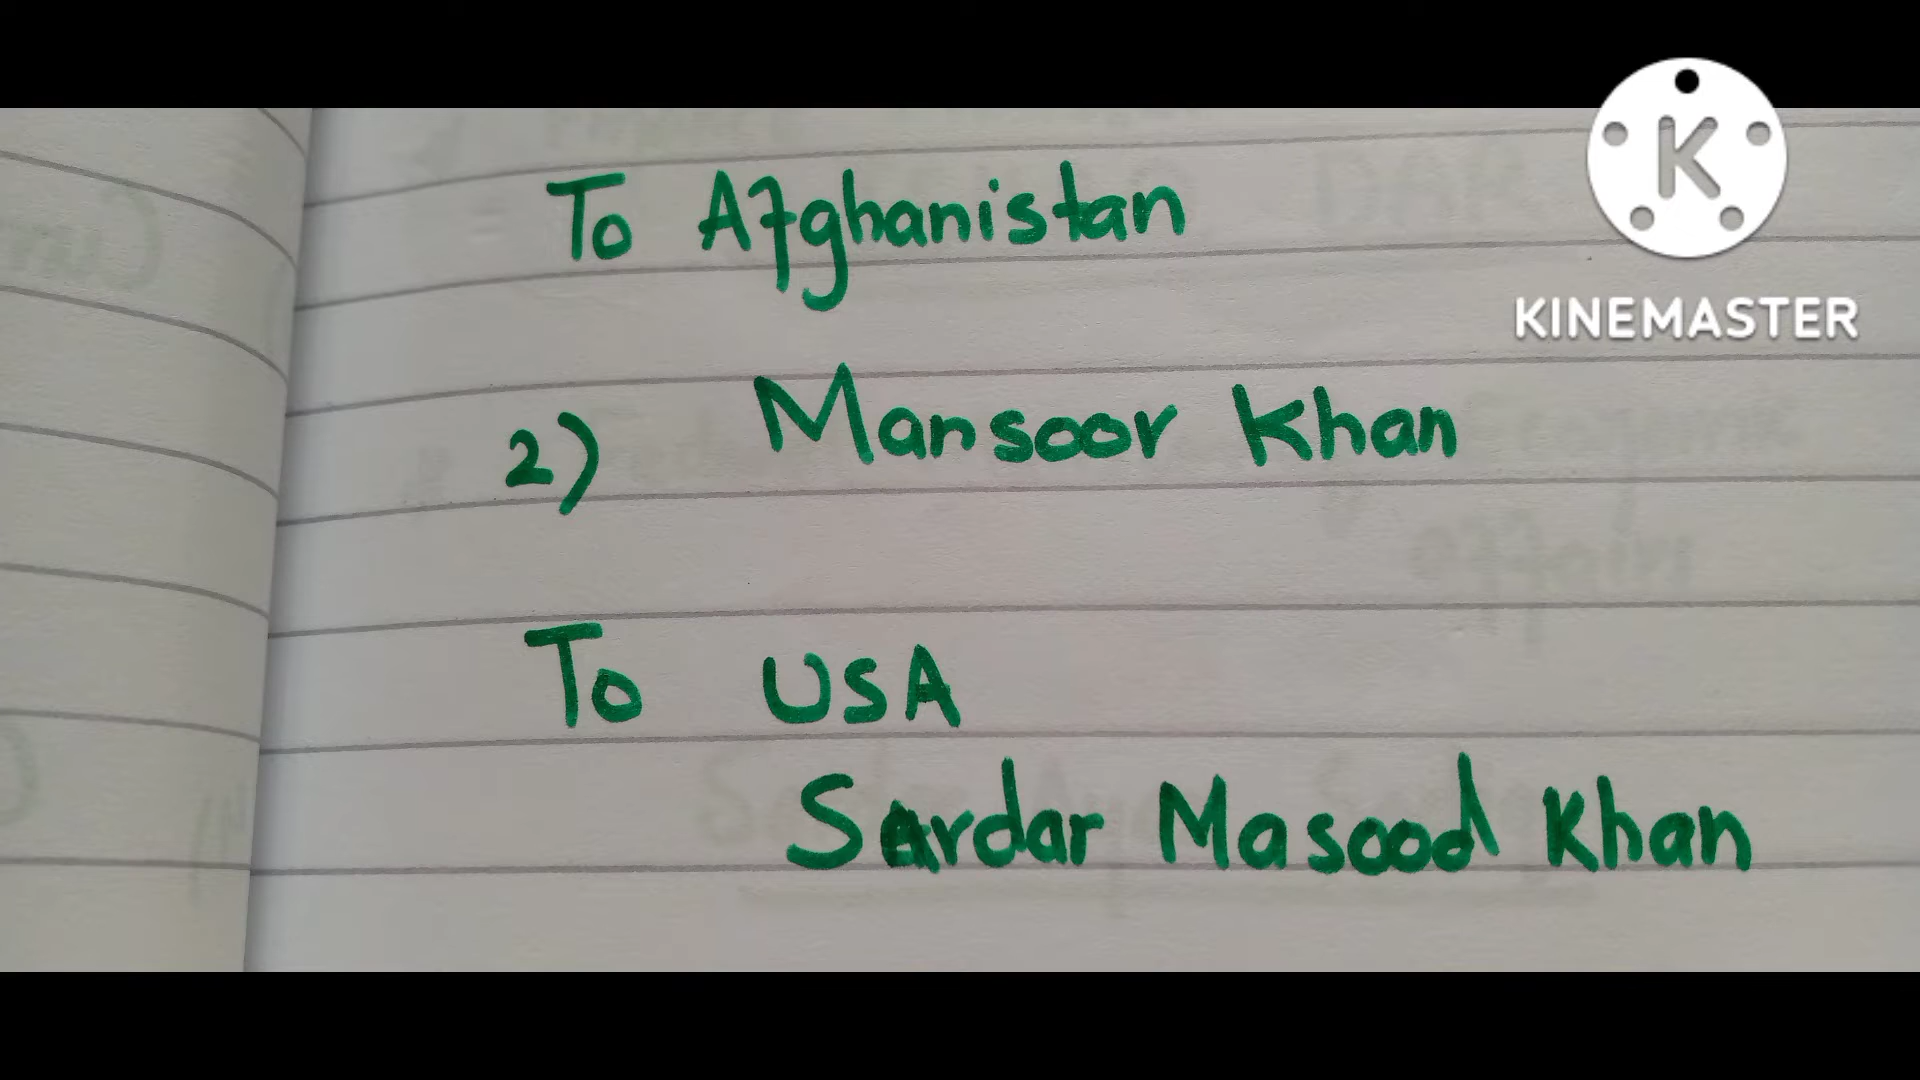 To Afghanistan
2) Mansoor Khan
To USA
Sardar Masood Khan
K
KINEMASTER